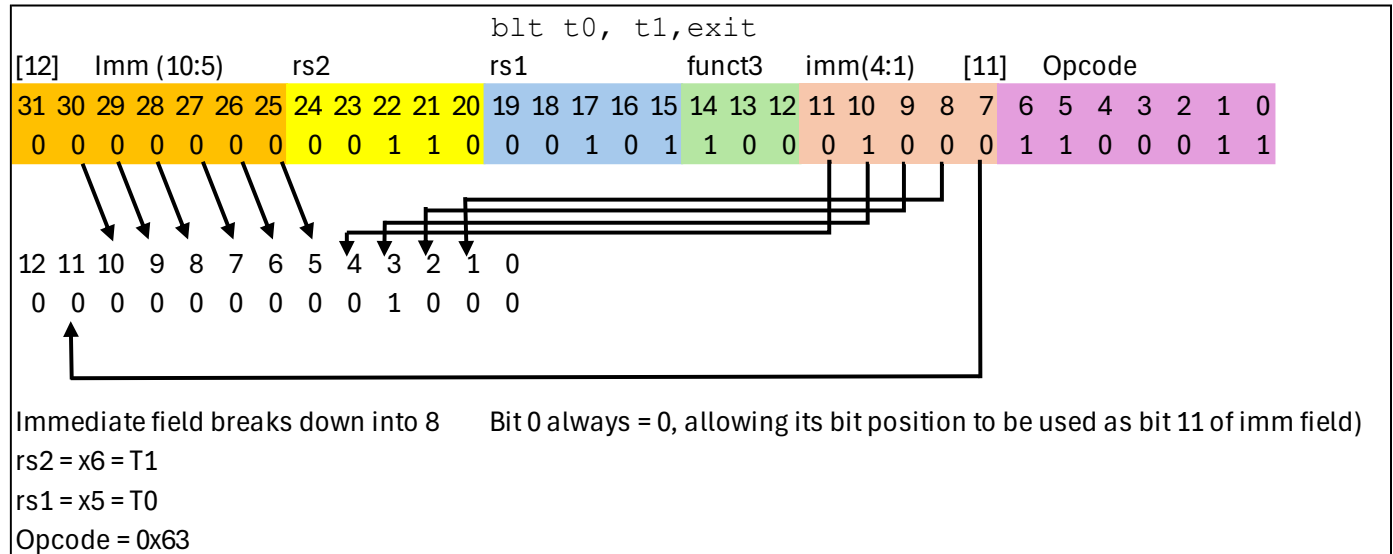 blt t0, t1,exit
[12] Imm (10:5) rs2 rs1 funct3 imm(4:1) [11] Opcode
31 30 29 28 27 26 25 24 23 22 21 20 19 18 17 16 15 14 13 12 11 10 9 8 7 6 5 4 3 2 1 0
0 0 0 0 0 0 0 0 0 1 1 0 0 0 1 0 1 1 0 0 0 1 0 0 0 1 1 0 0 0 1 1
12 11 10 9 8 7 6 5 4 3 2 1 0
0 0 0 0 0 0 0 0 0 1 0 0 0
Immediate field breaks down into 8 Bit 0 always = 0, allowing its bit position to be used as bit 11 of imm field)
rs2 = x6 = T1
rs1 = x5 = T0
Opcode = 0x63